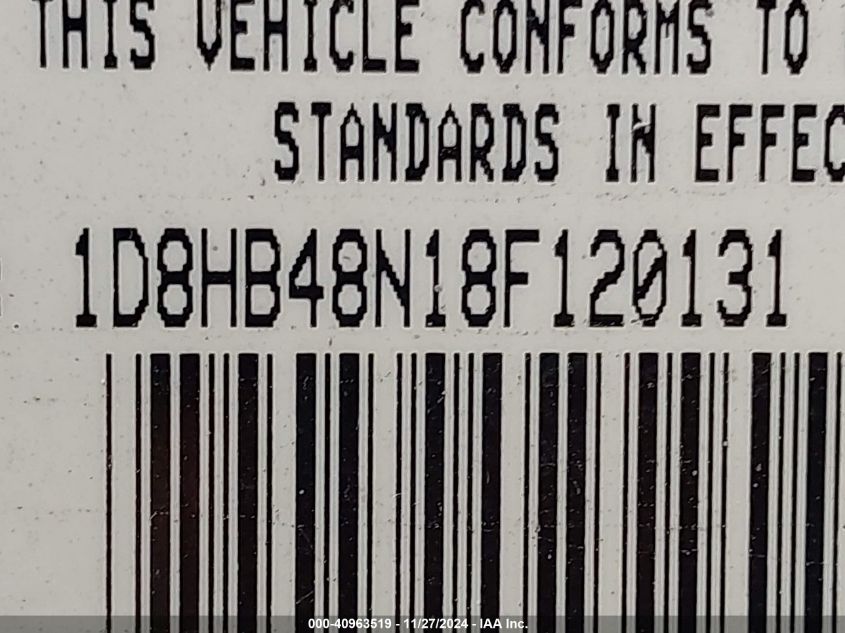 THIS VEHICLE CONFORMS TO
STANDARDS IN EFFEC
1D8HB48N18F120131
000-40963519 - 11/27/2024 - IAA Inc.